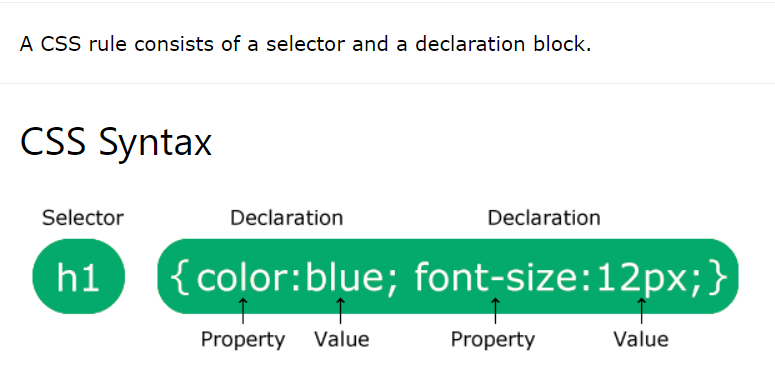 A CSS rule consists of a selector and a declaration block.
CSS Syntax
Selector Declaration Declaration
h1 {color:blue; font-size:12px;}
Property Value Property Value